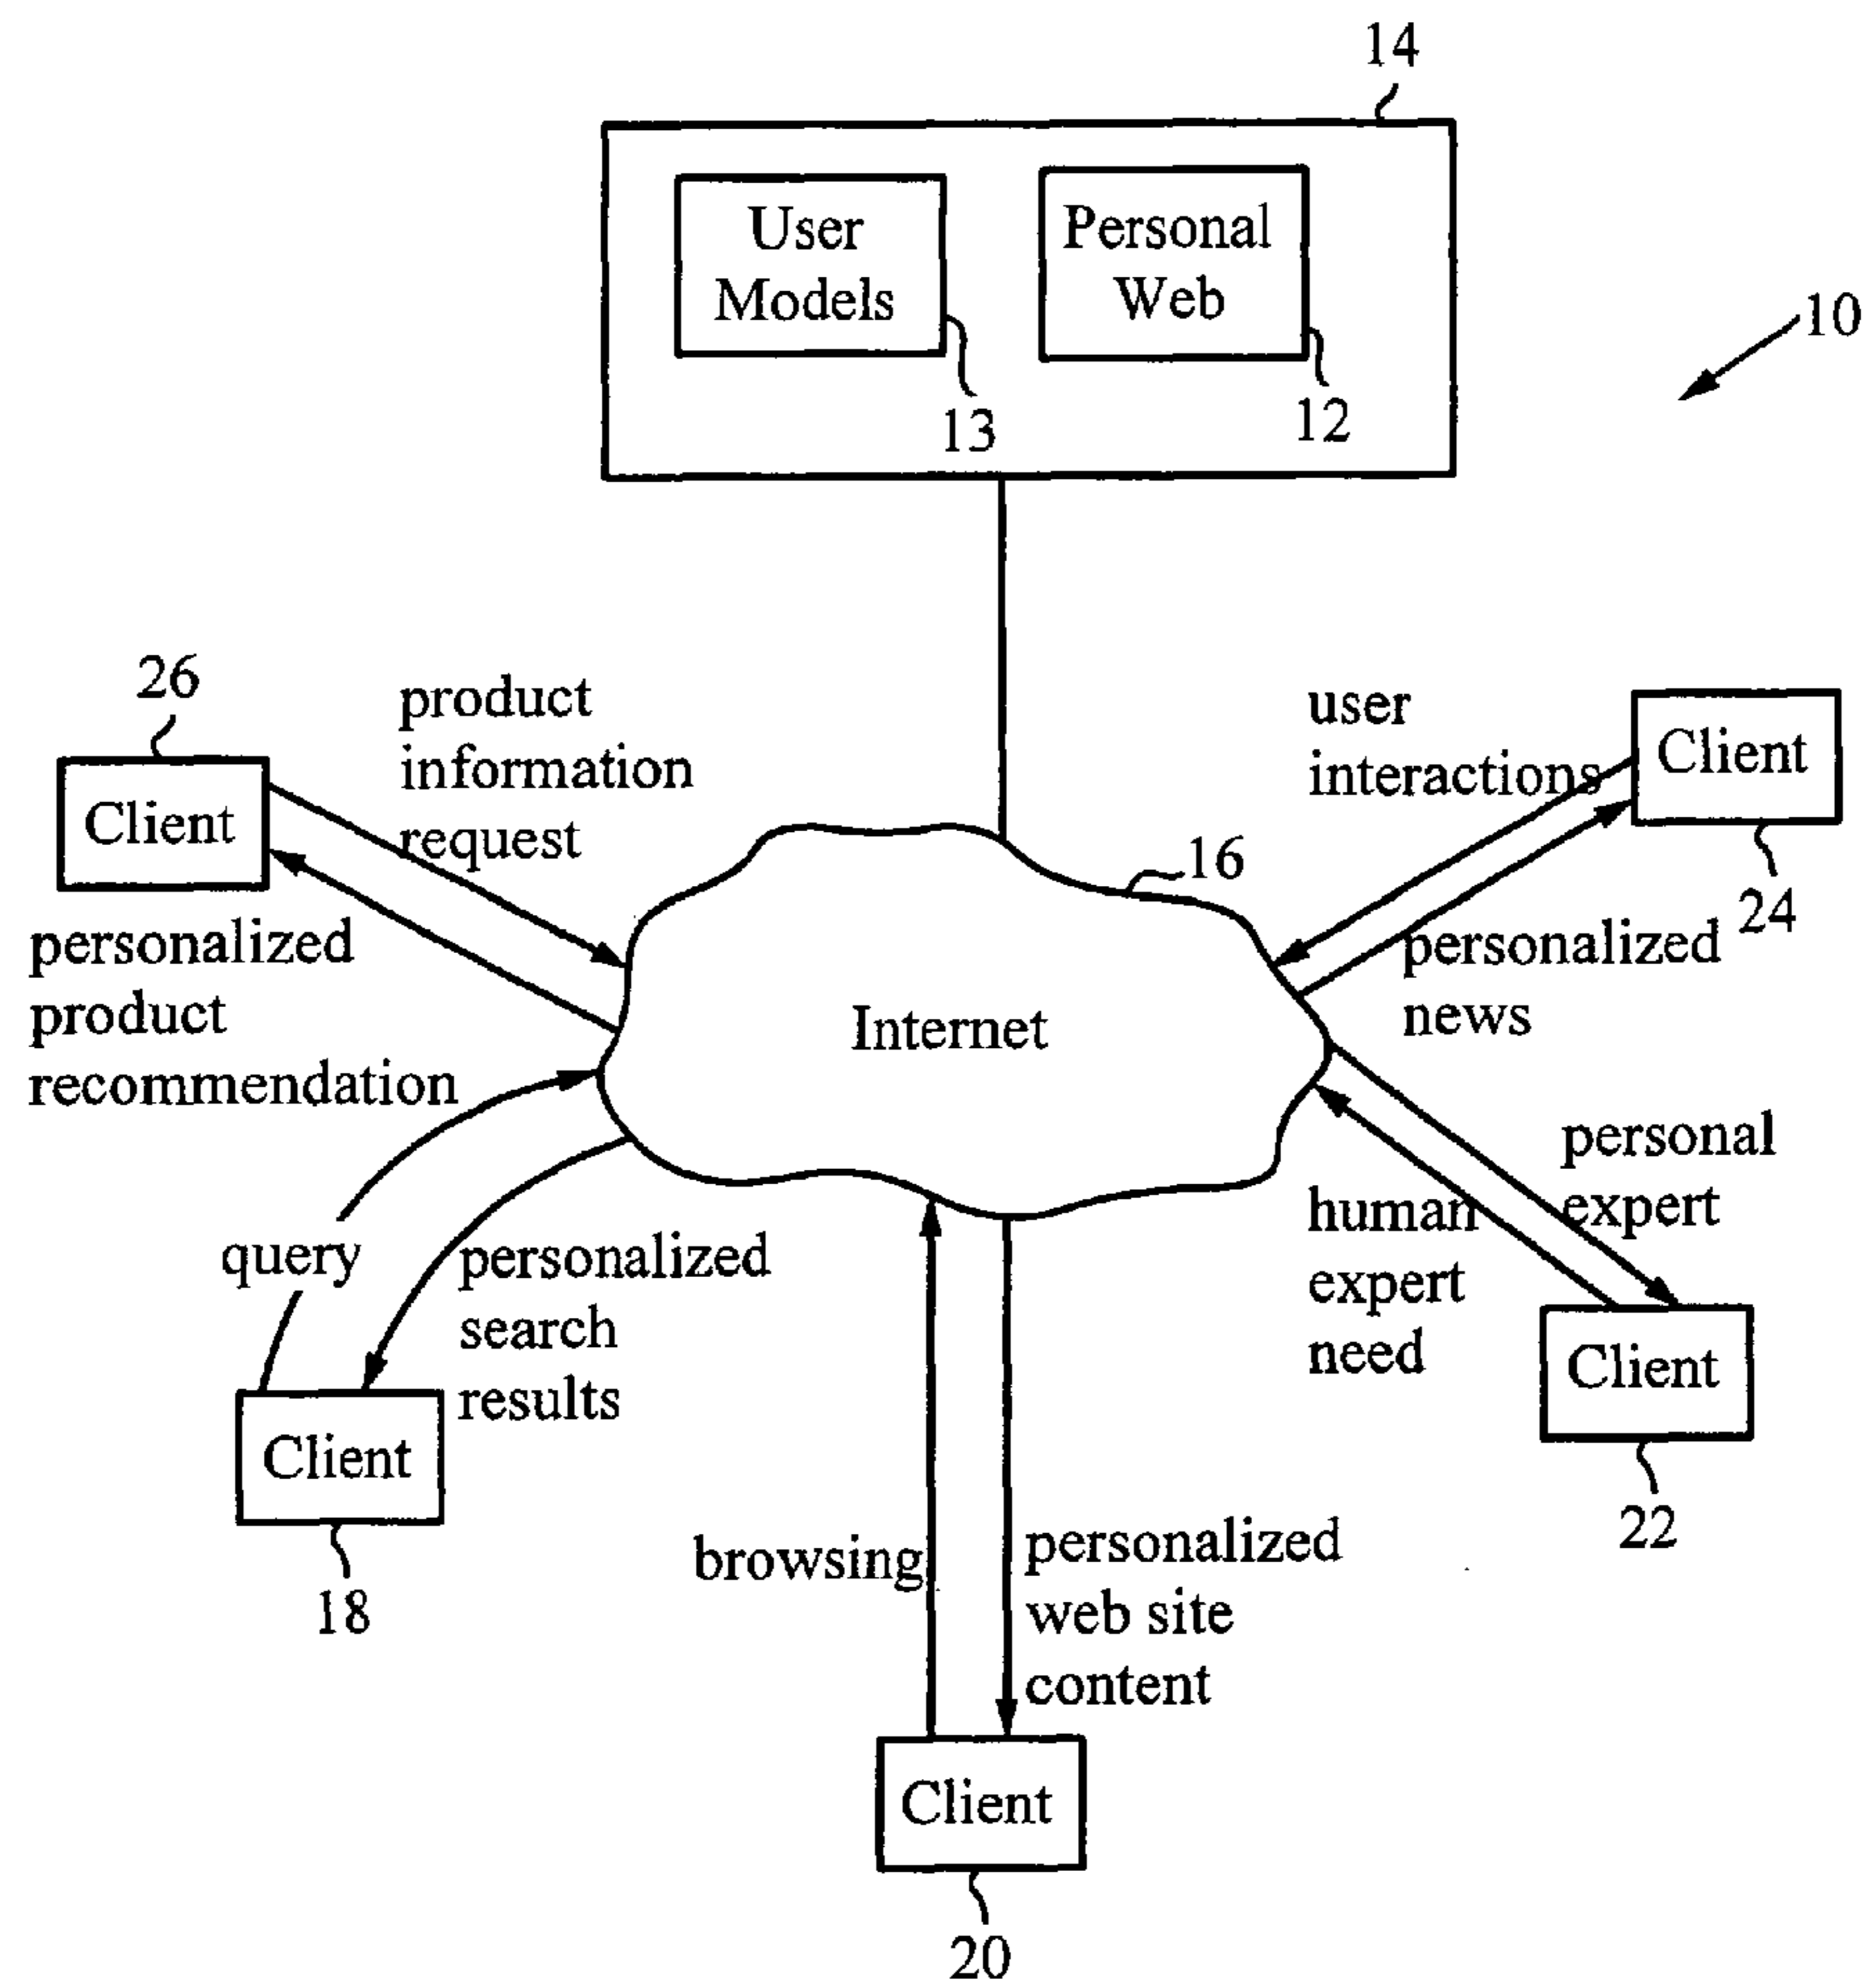 14
User
Models
Personal
Web
10
13
12
26
product
information
request
user
interactions
Client
Client
16
24
personalized
product
recommendation
personalized
news
Internet
personal
expert
human
expert
need
query
personalized
search
results
Client
Client
22
browsing
personalized
web site
content
18
Client
20